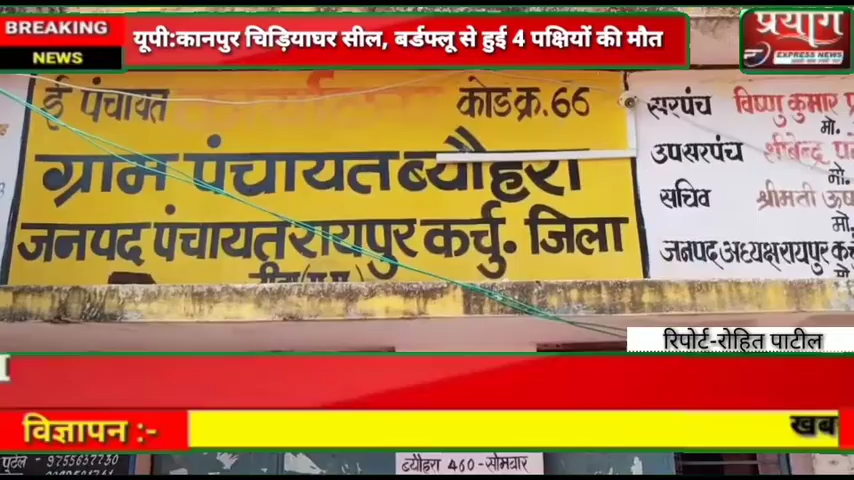 BREAKING
NEWS
यूपी:कानपुर चिड़ियाघर सील, बर्डफ्लू से हुई 4 पक्षियों की मौत
प्रयाग
EXPRESS NEWS
ई पंचायत
कोड क्र. 66
ग्राम पंचायत ब्यौहरा
जनपद पंचायत रायपुर कर्चु. जिला
सरपंच विष्णु कुमार
मो.
उपसरपंच
मो.
सचिव श्रीमती
मो.
जनपद अध्यक्ष रायपुर
मो.
रिपोर्ट-रोहित पाटील
विज्ञापन :-
खब
पुटेल - 9755637730
ब्यौहरा 460 - सोमवार